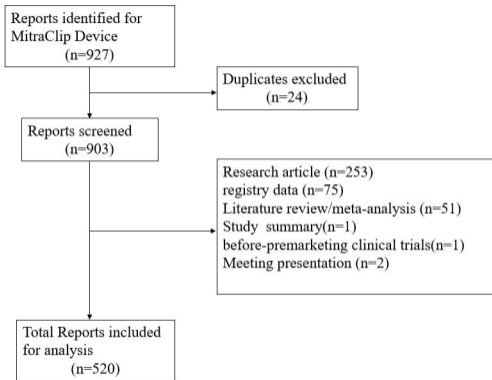 Reports identified for
MitraClip Device
(n=927)
Duplicates excluded
(n=24)
Reports screened
(n=903)
Research article (n=253)
registry data (n=75)
Literature review/meta-analysis (n=51)
Study summary(n=1)
before-premarketing clinical trials(n=1)
Meeting presentation (n=2)
Total Reports included
for analysis
(n=520)